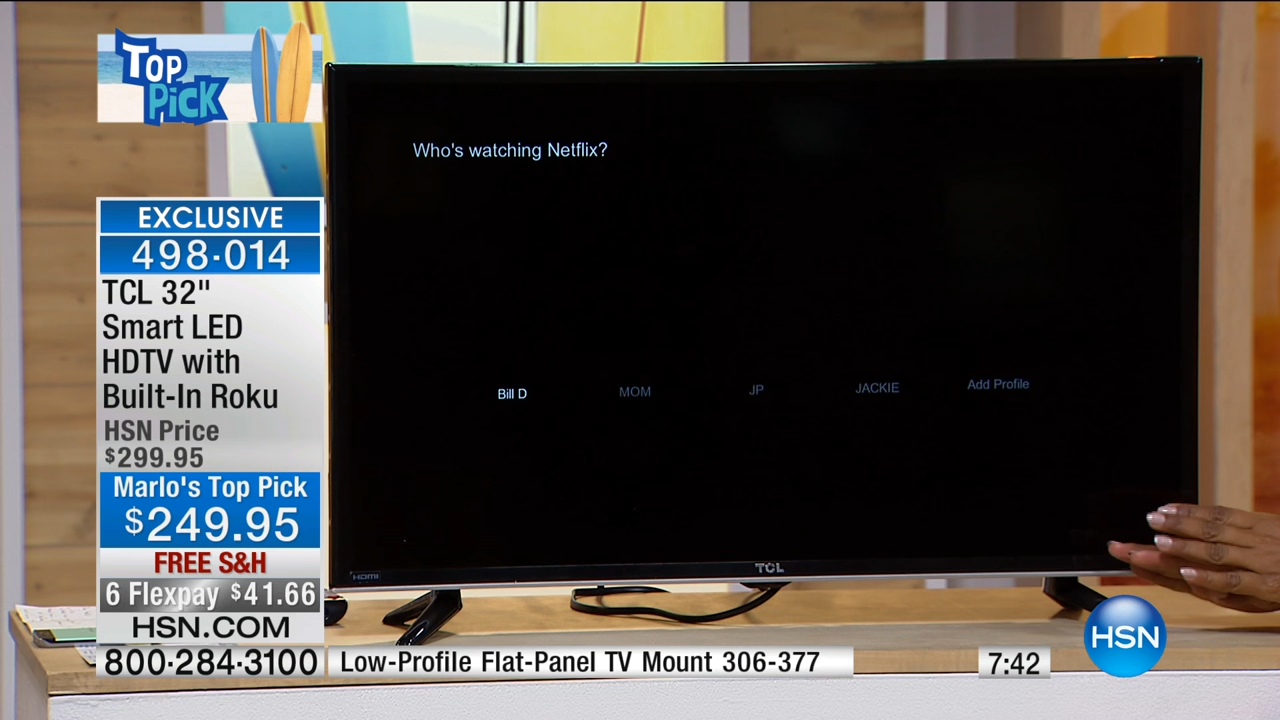 TOP
PiCK
EXCLUSIVE
498-014
TCL 32"
Smart LED
HDTV with
Built-In Roku
HSN Price
$299.95
Marlo's Top Pick
$249.95
FREE S&H
6 Flexpay $41.66
HSN.COM
800-284-3100
Who's watching Netflix?
Bill D MOM JP JACKIE Add Profile
HDMI
TCL
Low-Profile Flat-Panel TV Mount 306-377
7:42
HSN